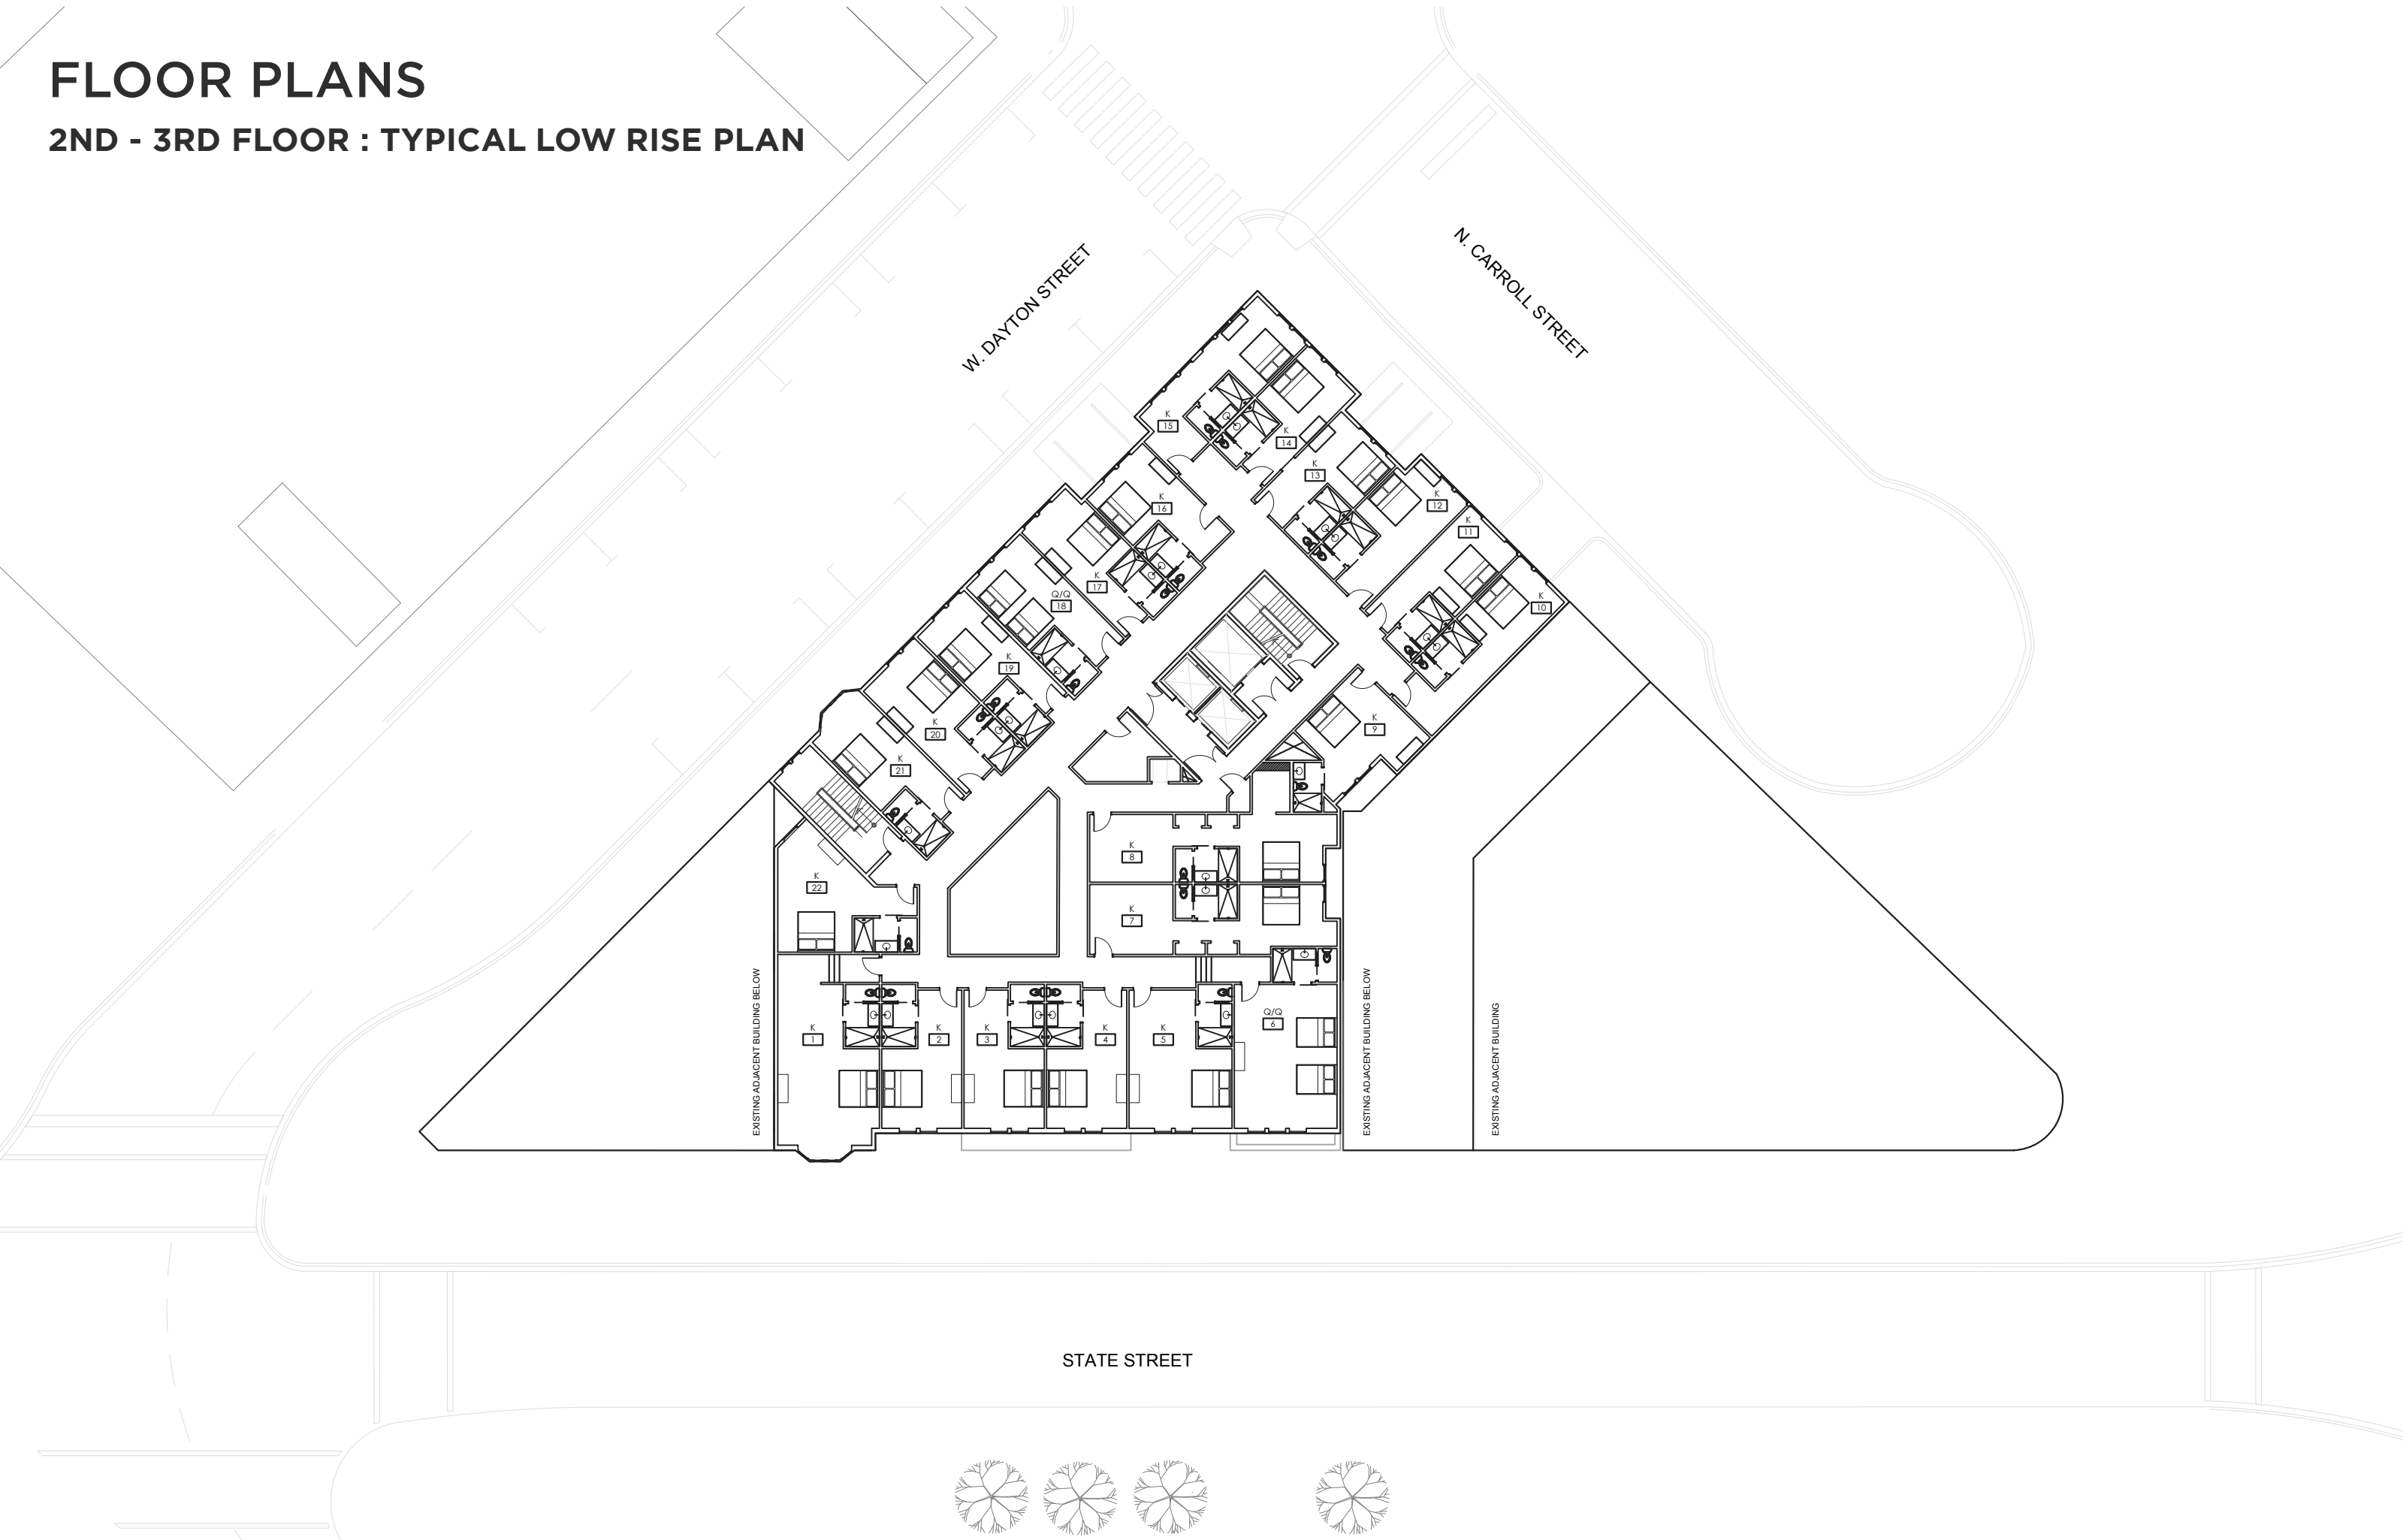 FLOOR PLANS
2ND - 3RD FLOOR : TYPICAL LOW RISE PLAN
W. DAYTON STREET
N. CARROLL STREET
K
15
K
14
K
13
K
12
K
11
K
10
K
16
K
17
Q/Q
18
K
19
K
20
K
21
K
22
K
9
K
8
K
7
K
1
K
2
K
3
K
4
K
5
Q/Q
6
EXISTING ADJACENT BUILDING BELOW
EXISTING ADJACENT BUILDING BELOW
EXISTING ADJACENT BUILDING
STATE STREET